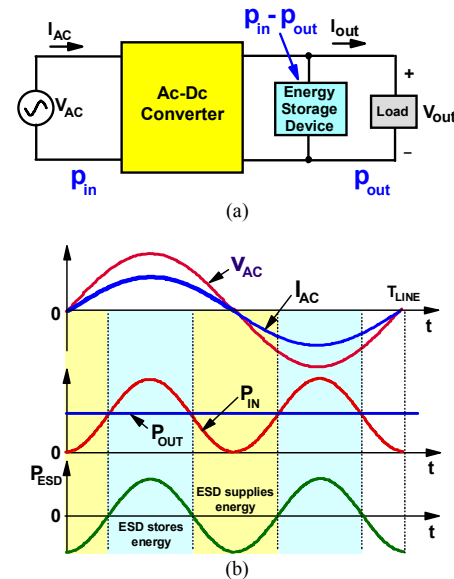 I_AC
p_in - p_out
I_out
V_AC
Ac-Dc
Converter
Energy
Storage
Device
+
Load
V_out
–
p_in
p_out
(a)
V_AC
I_AC
T_LINE
0
t
P_IN
P_OUT
0
t
P_ESD
ESD supplies
energy
0
ESD stores
energy
t
(b)